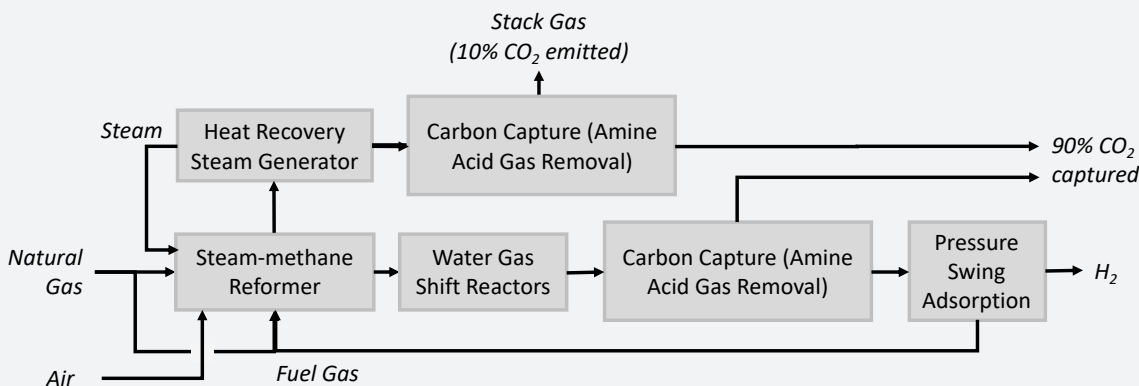 Stack Gas
(10% CO₂ emitted)
Steam
Heat Recovery
Steam Generator
Carbon Capture (Amine
Acid Gas Removal)
90% CO₂
captured
Natural
Gas
Steam-methane
Reformer
Water Gas
Shift Reactors
Carbon Capture (Amine
Acid Gas Removal)
Pressure
Swing
Adsorption
H₂
Air
Fuel Gas